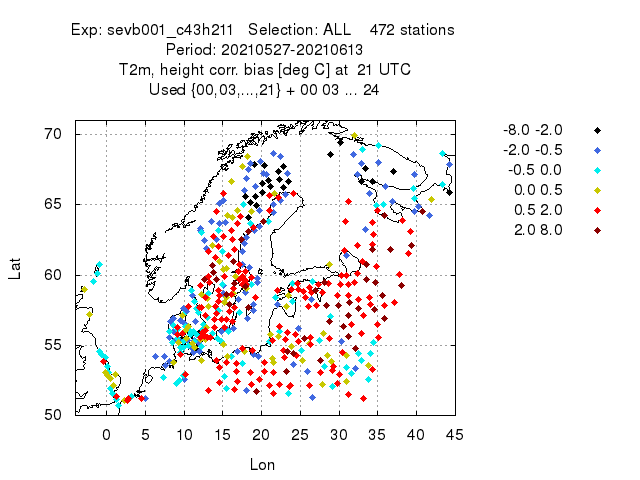 Exp: sevb001_c43h211 Selection: ALL 472 stations
Period: 20210527-20210613
T2m, height corr. bias [deg C] at 21 UTC
Used {00,03,...,21} + 00 03 ... 24
70
65
60
55
50
Lat
0 5 10 15 20 25 30 35 40 45
Lon
-8.0 -2.0
-2.0 -0.5
-0.5 0.0
0.0 0.5
0.5 2.0
2.0 8.0